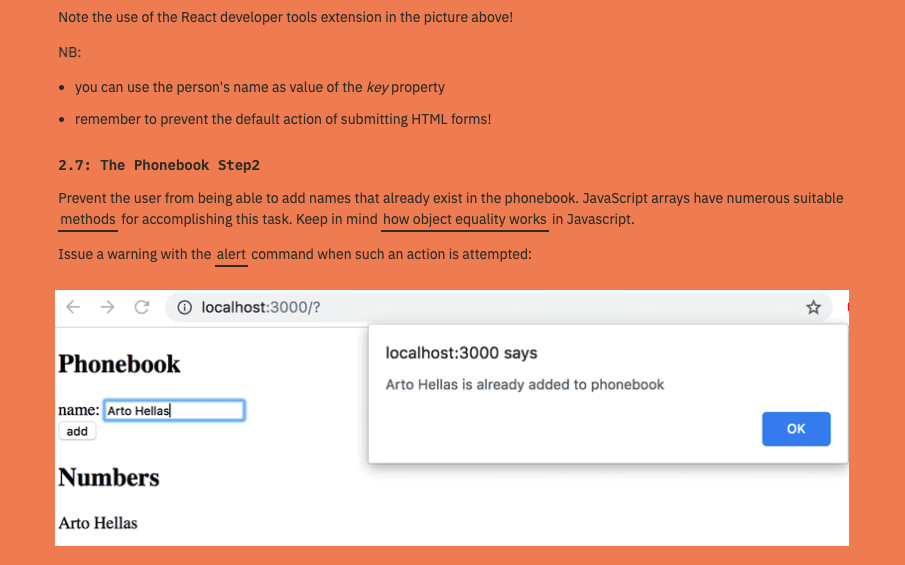 Note the use of the React developer tools extension in the picture above!
NB:
• you can use the person's name as value of the key property
• remember to prevent the default action of submitting HTML forms!
2.7: The Phonebook Step2
Prevent the user from being able to add names that already exist in the phonebook. JavaScript arrays have numerous suitable
methods for accomplishing this task. Keep in mind how object equality works in Javascript.
Issue a warning with the alert command when such an action is attempted:
localhost:3000/?
localhost:3000 says
Arto Hellas is already added to phonebook
OK
Phonebook
name: Arto Hellas
add
Numbers
Arto Hellas